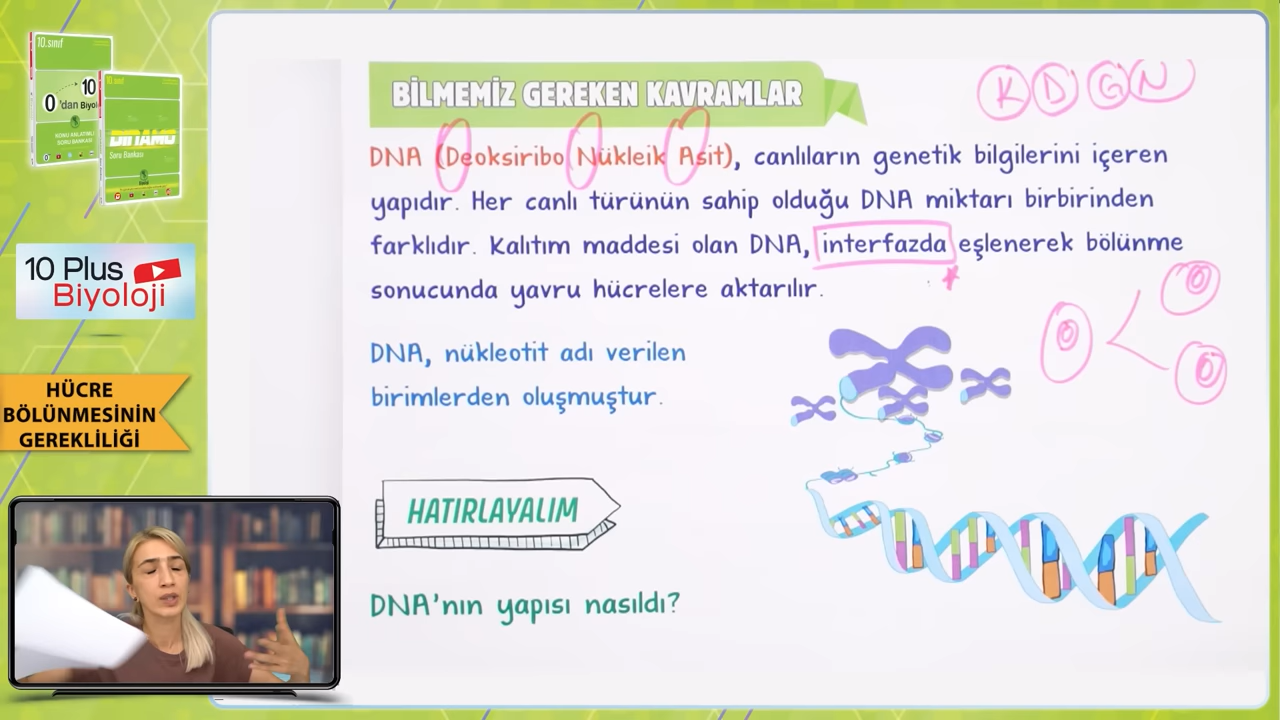 10.sınıf
0
10
'dan Biyol
KONU ANLATIMLI
SORU BANKASI
DİNAMO
Soru Bankası
10 Plus
Biyoloji
HÜCRE
BÖLÜNMESİNİN
GEREKLİLİĞİ
BİLMEMİZ GEREKEN KAVRAMLAR
K D G N
DNA (Deoksiribo Nükleik Asit), canlıların genetik bilgilerini içeren
yapıdır. Her canlı türünün sahip olduğu DNA miktarı birbirinden
farklıdır. Kalıtım maddesi olan DNA, interfazda eşlenerek bölünme
sonucunda yavru hücrelere aktarılır.
DNA, nükleotit adı verilen
birimlerden oluşmuştur.
HATIRLAYALIM
DNA'nın yapısı nasıldı?